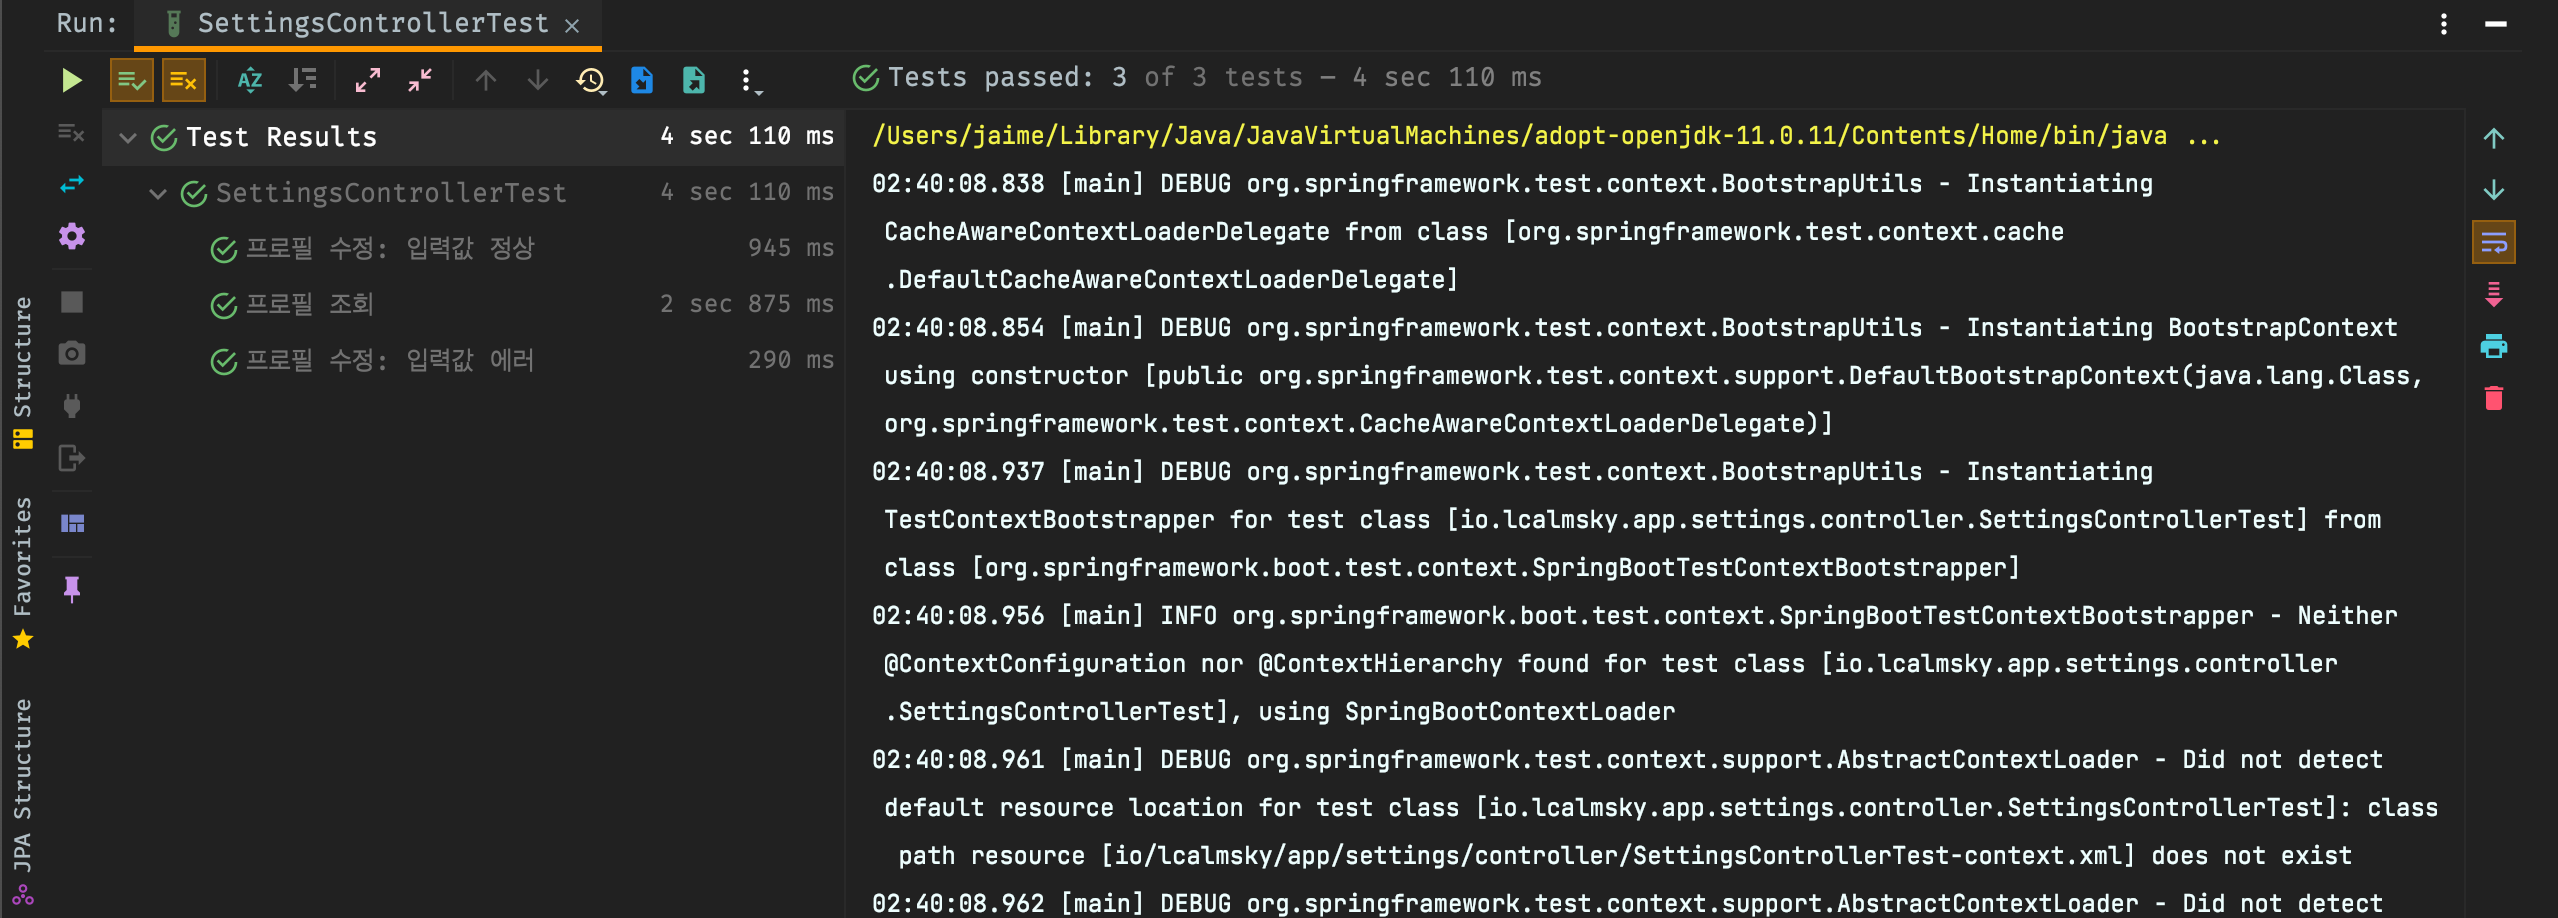 Run:
SettingsControllerTest
Tests passed: 3 of 3 tests – 4 sec 110 ms
Test Results 4 sec 110 ms
SettingsControllerTest 4 sec 110 ms
프로필 수정: 입력값 정상 945 ms
프로필 조회 2 sec 875 ms
프로필 수정: 입력값 에러 290 ms
Structure
Favorites
JPA Structure
/Users/jaime/Library/Java/JavaVirtualMachines/adopt-openjdk-11.0.11/Contents/Home/bin/java ...
02:40:08.838 [main] DEBUG org.springframework.test.context.BootstrapUtils - Instantiating
CacheAwareContextLoaderDelegate from class [org.springframework.test.context.cache
.DefaultCacheAwareContextLoaderDelegate]
02:40:08.854 [main] DEBUG org.springframework.test.context.BootstrapUtils - Instantiating BootstrapContext
using constructor [public org.springframework.test.context.support.DefaultBootstrapContext(java.lang.Class,
org.springframework.test.context.CacheAwareContextLoaderDelegate)]
02:40:08.937 [main] DEBUG org.springframework.test.context.BootstrapUtils - Instantiating
TestContextBootstrapper for test class [io.lcalmsky.app.settings.controller.SettingsControllerTest] from
class [org.springframework.boot.test.context.SpringBootTestContextBootstrapper]
02:40:08.956 [main] INFO org.springframework.boot.test.context.SpringBootTestContextBootstrapper - Neither
@ContextConfiguration nor @ContextHierarchy found for test class [io.lcalmsky.app.settings.controller
.SettingsControllerTest], using SpringBootContextLoader
02:40:08.961 [main] DEBUG org.springframework.test.context.support.AbstractContextLoader - Did not detect
default resource location for test class [io.lcalmsky.app.settings.controller.SettingsControllerTest]: class
path resource [io/lcalmsky/app/settings/controller/SettingsControllerTest-context.xml] does not exist
02:40:08.962 [main] DEBUG org.springframework.test.context.support.AbstractContextLoader - Did not detect